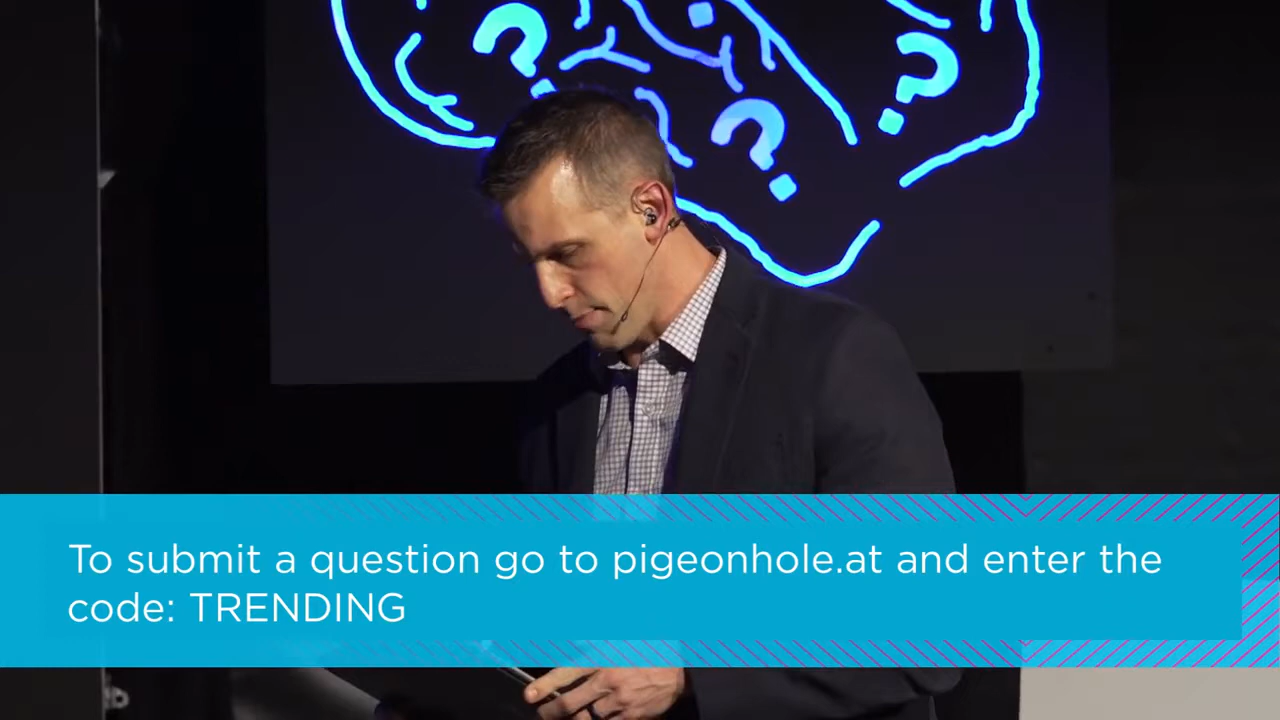 To submit a question go to pigeonhole.at and enter the
code: TRENDING